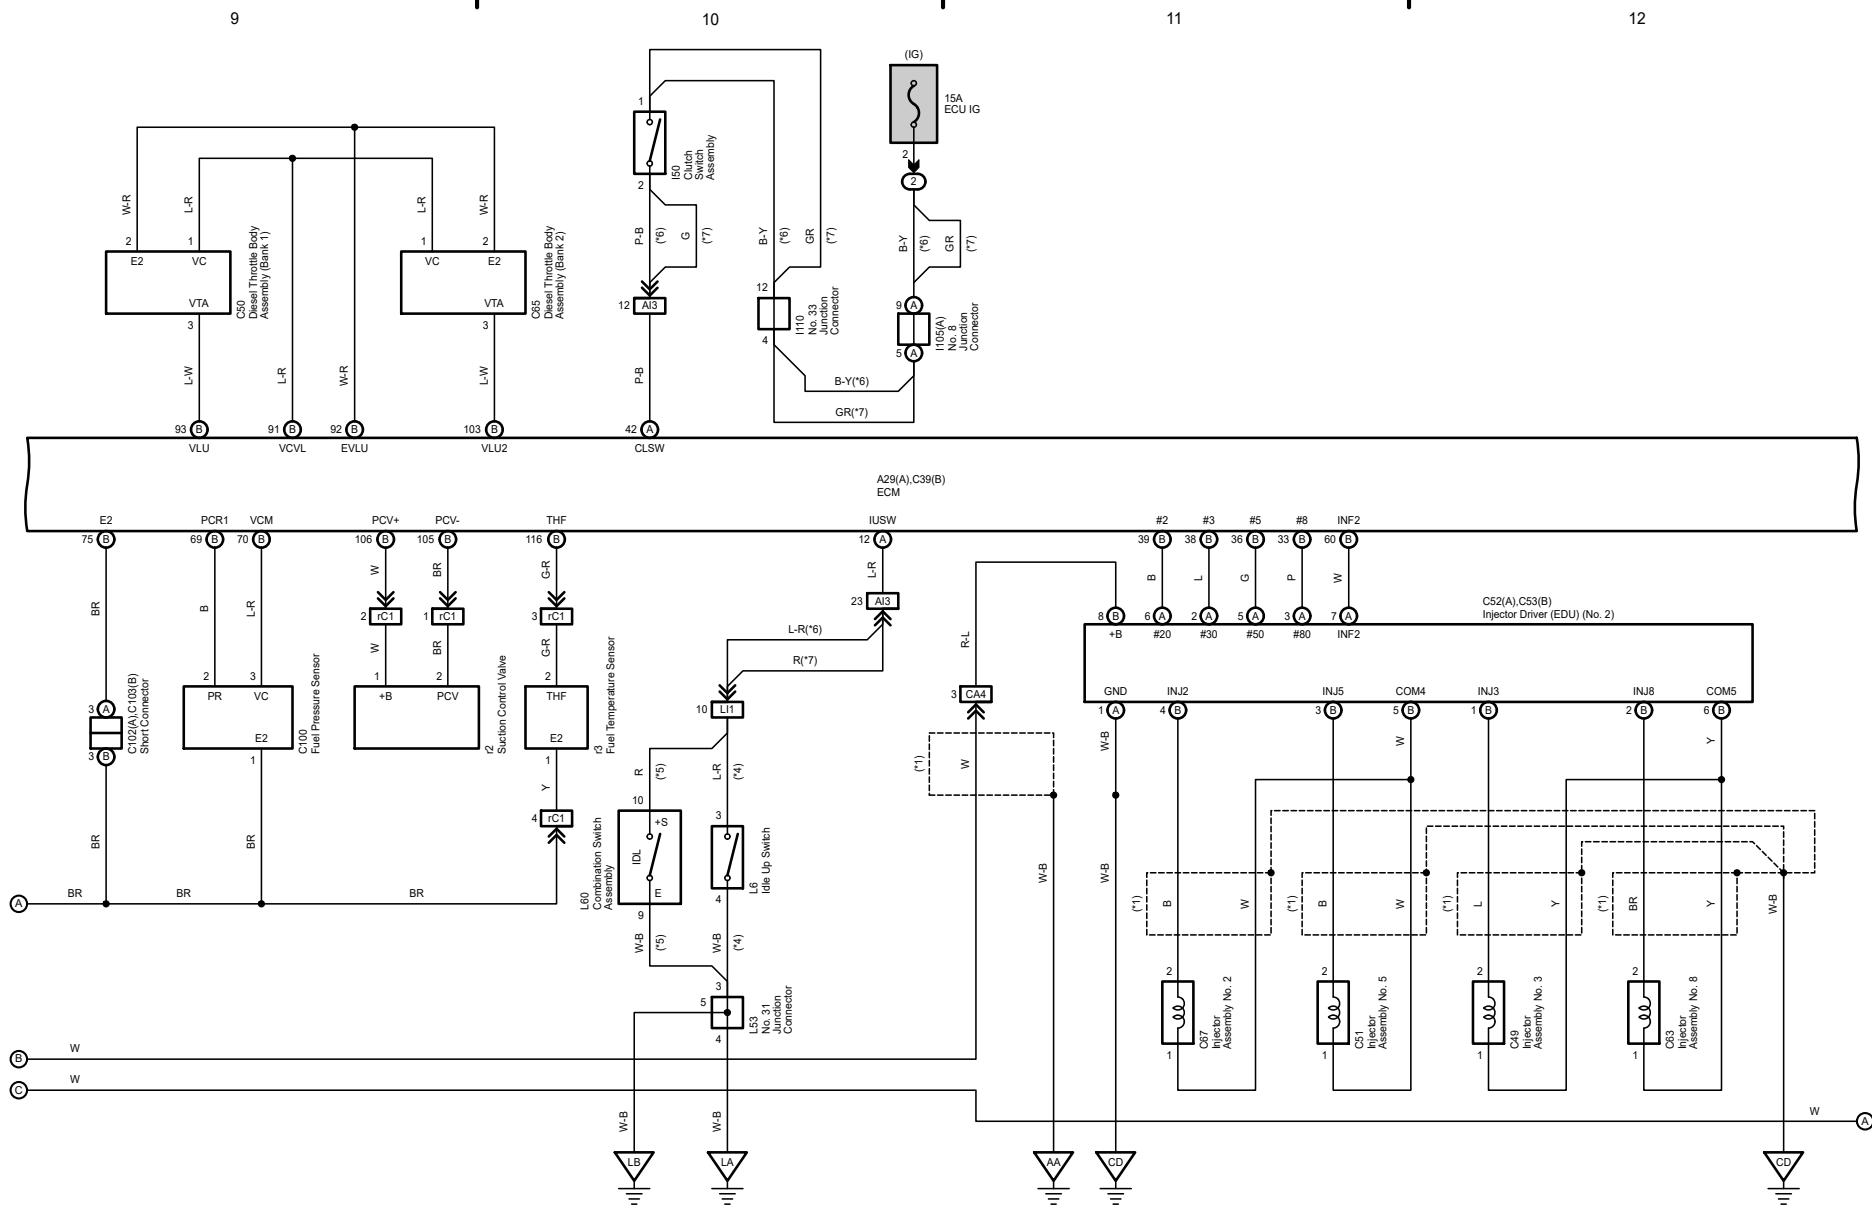 9
10
11
12
(IG)
15A
ECU IG
2
2
B-Y
(*6)
GR
(*7)
9
A
I105(A)
No. 8
Junction
Connector
5
A
1
I50
Clutch
Switch
Assembly
2
P-B
(*6)
G
(*7)
12
AI3
P-B
B-Y
(*6)
GR
(*7)
12
I110
No. 33
Junction
Connector
4
B-Y(*6)
GR(*7)
W-R
L-R
L-R
W-R
2
1
E2
VC
VTA
3
C50
Diesel Throttle Body
Assembly (Bank 1)
1
2
VC
E2
VTA
3
C65
Diesel Throttle Body
Assembly (Bank 2)
L-W
L-R
W-R
L-W
93
B
91
B
92
B
103
B
42
A
VLU
VCVL
EVLU
VLU2
CLSW
A29(A),C39(B)
ECM
E2
PCR1
VCM
PCV+
PCV-
THF
IUSW
#2
#3
#5
#8
INF2
75
B
69
B
70
B
106
B
105
B
116
B
12
A
39
B
38
B
36
B
33
B
60
B
BR
B
L-R
W
BR
G-R
L-R
B
L
G
P
W
2
rC1
1
rC1
3
rC1
23
AI3
W
BR
G-R
L-R(*6)
R(*7)
R-L
8
B
6
A
2
A
5
A
3
A
7
A
C52(A),C53(B)
Injector Driver (EDU) (No. 2)
+B
#20
#30
#50
#80
INF2
GND
INJ2
INJ5
COM4
INJ3
INJ8
COM5
1
A
4
B
3
B
5
B
1
B
2
B
6
B
3
A
C102(A),C103(B)
Short Connector
3
B
BR
2
3
PR
VC
E2
1
C100
Fuel Pressure Sensor
BR
1
2
+B
PCV
r2
Suction Control Valve
2
THF
E2
1
r3
Fuel Temperature Sensor
Y
4
rC1
10
LI1
3
CA4
(*1)
W
W-B
W
Y
R
(*5)
L-R
(*4)
10
+S
IDL
E
9
L60
Combination Switch
Assembly
3
L6
Idle Up Switch
4
W-B
(*5)
W-B
(*4)
W-B
W-B
A
BR
BR
BR
(*1)
B
W
(*1)
B
W
(*1)
L
Y
(*1)
BR
Y
W-B
3
5
L53
No. 31
Junction
Connector
4
2
C67
Injector
Assembly No. 2
1
2
C51
Injector
Assembly No. 5
1
2
C49
Injector
Assembly No. 3
1
2
C63
Injector
Assembly No. 8
1
B
W
C
W
W
A
W-B
W-B
LB
LA
AA
CD
CD